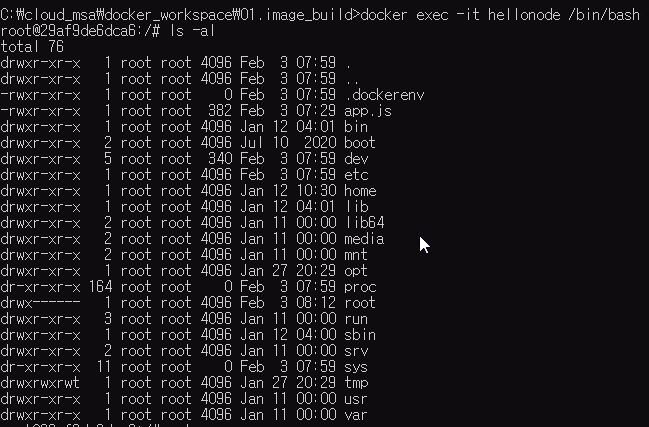 C:₩cloud_msa₩docker_workspace₩01.image_build>docker exec -it hellonode /bin/bash
root@29af9de6dca6:/# ls -al
total 76
drwxr-xr-x   1 root root 4096 Feb  3 07:59 .
drwxr-xr-x   1 root root 4096 Feb  3 07:59 ..
-rwxr-xr-x   1 root root    0 Feb  3 07:59 .dockerenv
-rwxr-xr-x   1 root root  382 Feb  3 07:29 app.js
drwxr-xr-x   1 root root 4096 Jan 12 04:01 bin
drwxr-xr-x   2 root root 4096 Jul 10  2020 boot
drwxr-xr-x   5 root root  340 Feb  3 07:59 dev
drwxr-xr-x   1 root root 4096 Feb  3 07:59 etc
drwxr-xr-x   1 root root 4096 Jan 12 10:30 home
drwxr-xr-x   1 root root 4096 Jan 12 04:01 lib
drwxr-xr-x   2 root root 4096 Jan 11 00:00 lib64
drwxr-xr-x   2 root root 4096 Jan 11 00:00 media
drwxr-xr-x   2 root root 4096 Jan 11 00:00 mnt
drwxr-xr-x   1 root root 4096 Jan 27 20:29 opt
dr-xr-xr-x 164 root root    0 Feb  3 07:59 proc
drwx------   1 root root 4096 Feb  3 08:12 root
drwxr-xr-x   3 root root 4096 Jan 11 00:00 run
drwxr-xr-x   1 root root 4096 Jan 12 04:00 sbin
drwxr-xr-x   2 root root 4096 Jan 11 00:00 srv
dr-xr-xr-x  11 root root    0 Feb  3 07:59 sys
drwxrwxrwt   1 root root 4096 Jan 27 20:29 tmp
drwxr-xr-x   1 root root 4096 Jan 11 00:00 usr
drwxr-xr-x   1 root root 4096 Jan 11 00:00 var